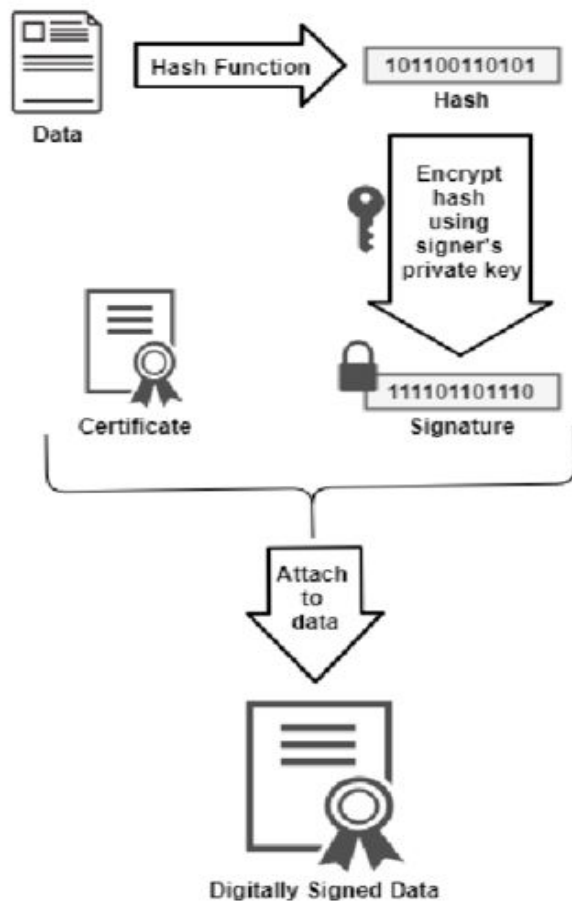 Hash Function
101100110101
Data
Hash
Encrypt
hash
using
signer's
private key
111101101110
Certificate
Signature
Attach
to
data
Digitally Signed Data